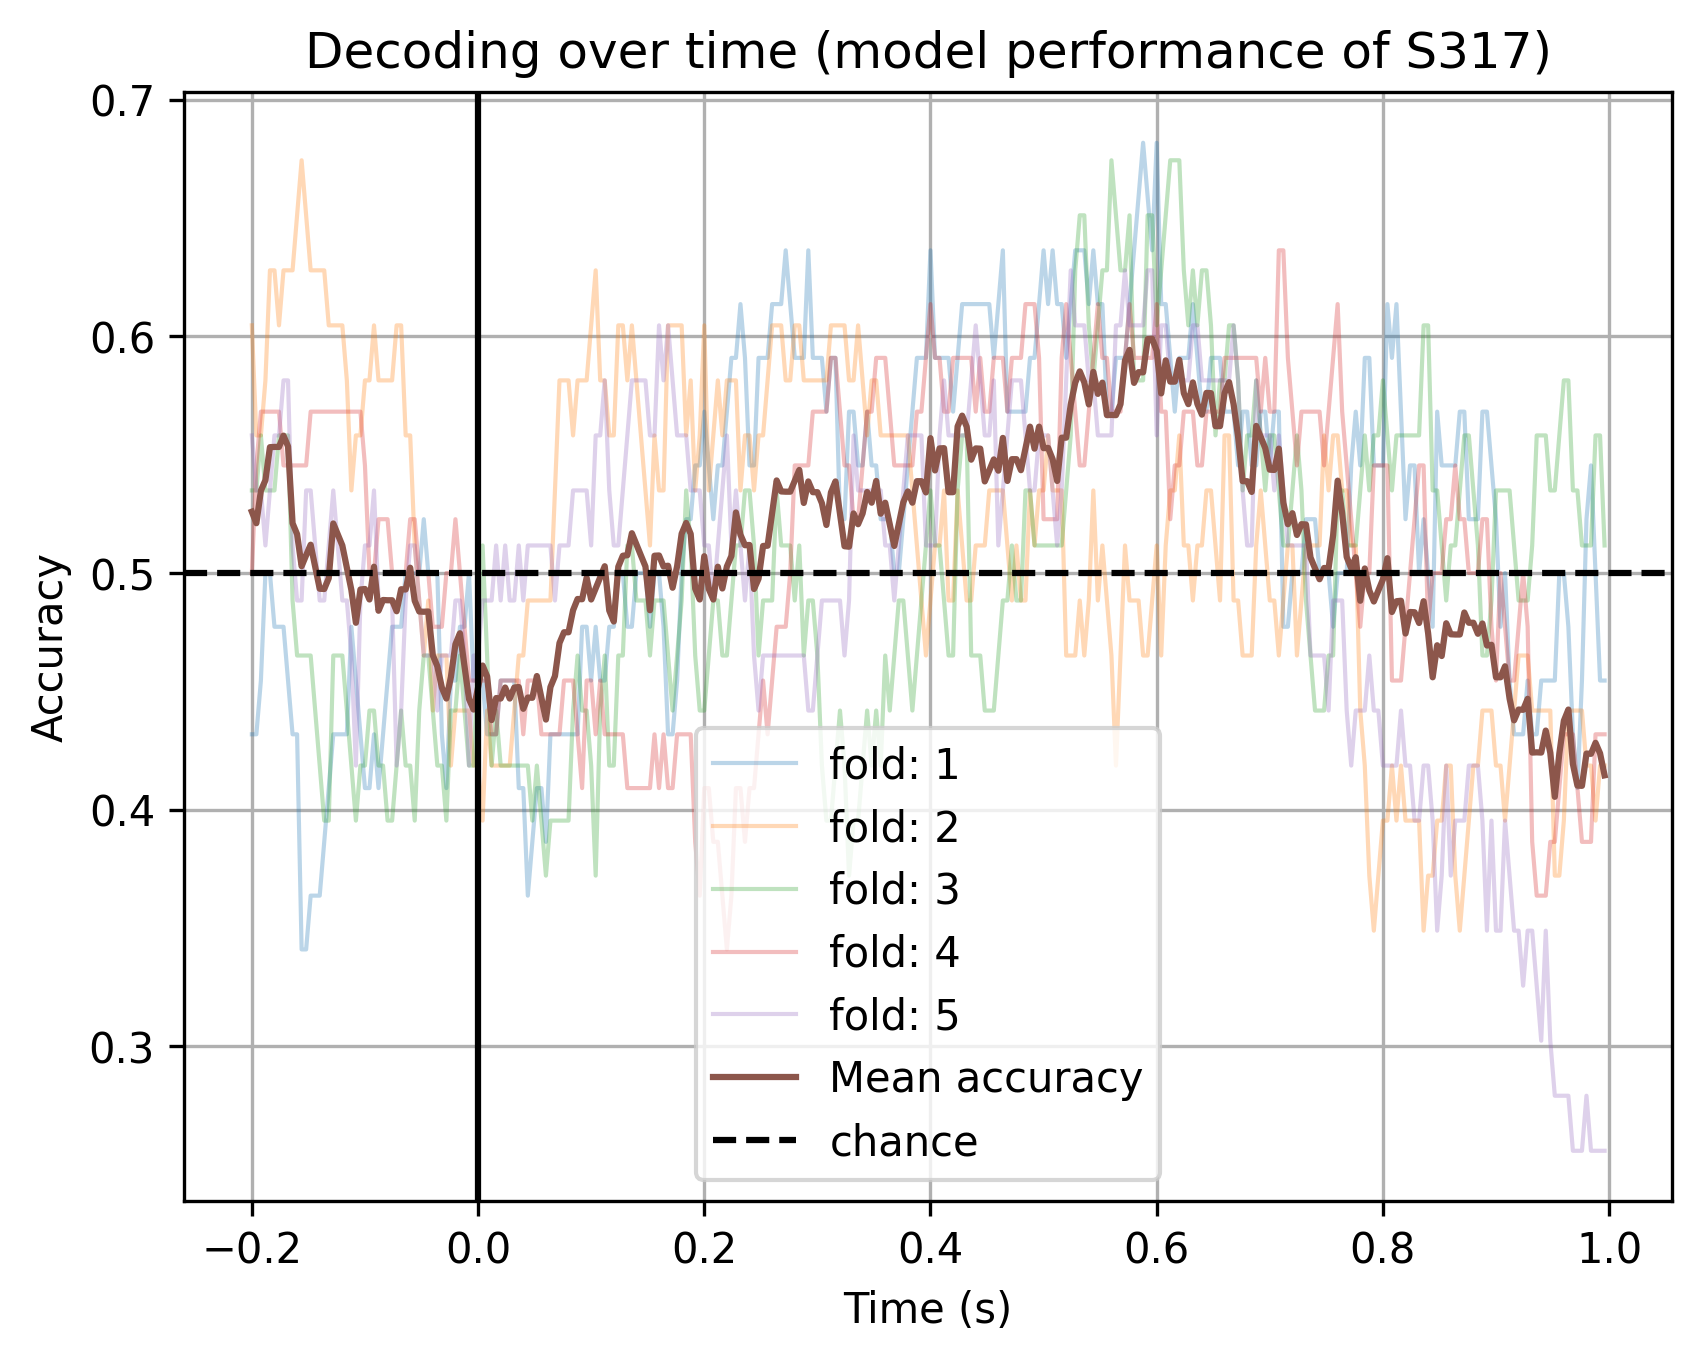 Decoding over time (model performance of S317)
0.7
0.6
0.5
0.4
0.3
Accuracy
fold: 1
fold: 2
fold: 3
fold: 4
fold: 5
Mean accuracy
chance
−0.2 0.0 0.2 0.4 0.6 0.8 1.0
Time (s)